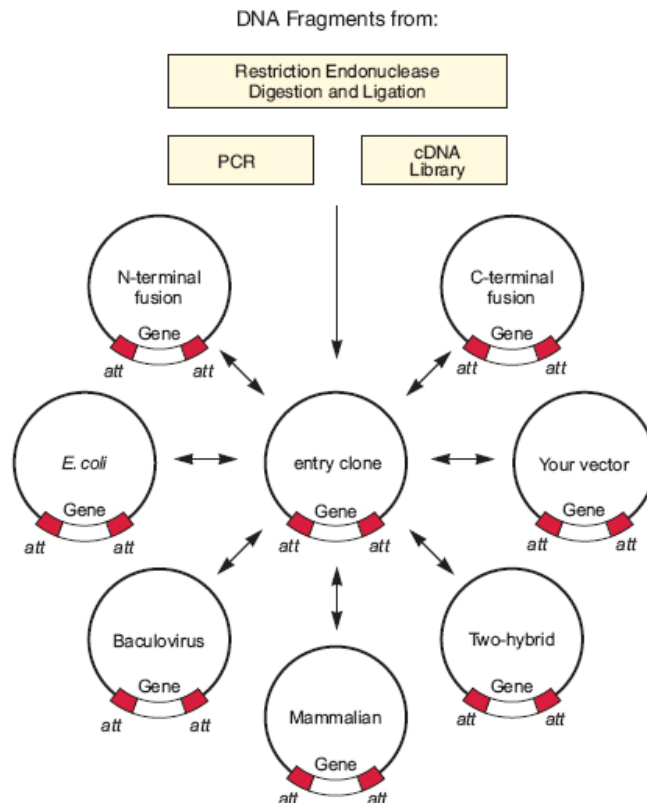 DNA Fragments from:
Restriction Endonuclease
Digestion and Ligation
PCR
cDNA
Library
N-terminal
fusion
Gene
att
att
C-terminal
fusion
Gene
att
att
E. coli
Gene
att
att
entry clone
Gene
att
att
Your vector
Gene
att
att
Baculovirus
Gene
att
att
Mammalian
Gene
att
att
Two-hybrid
Gene
att
att